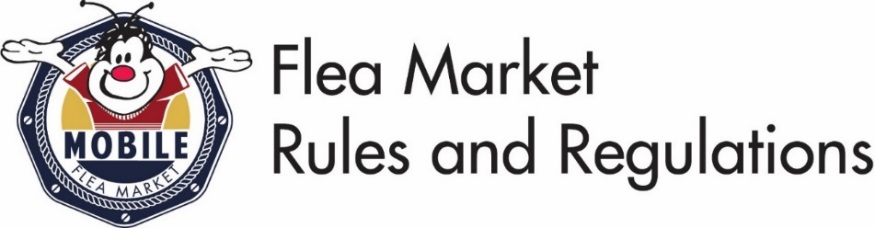 MOBILE
FLEA MARKET
Flea Market
Rules and Regulations